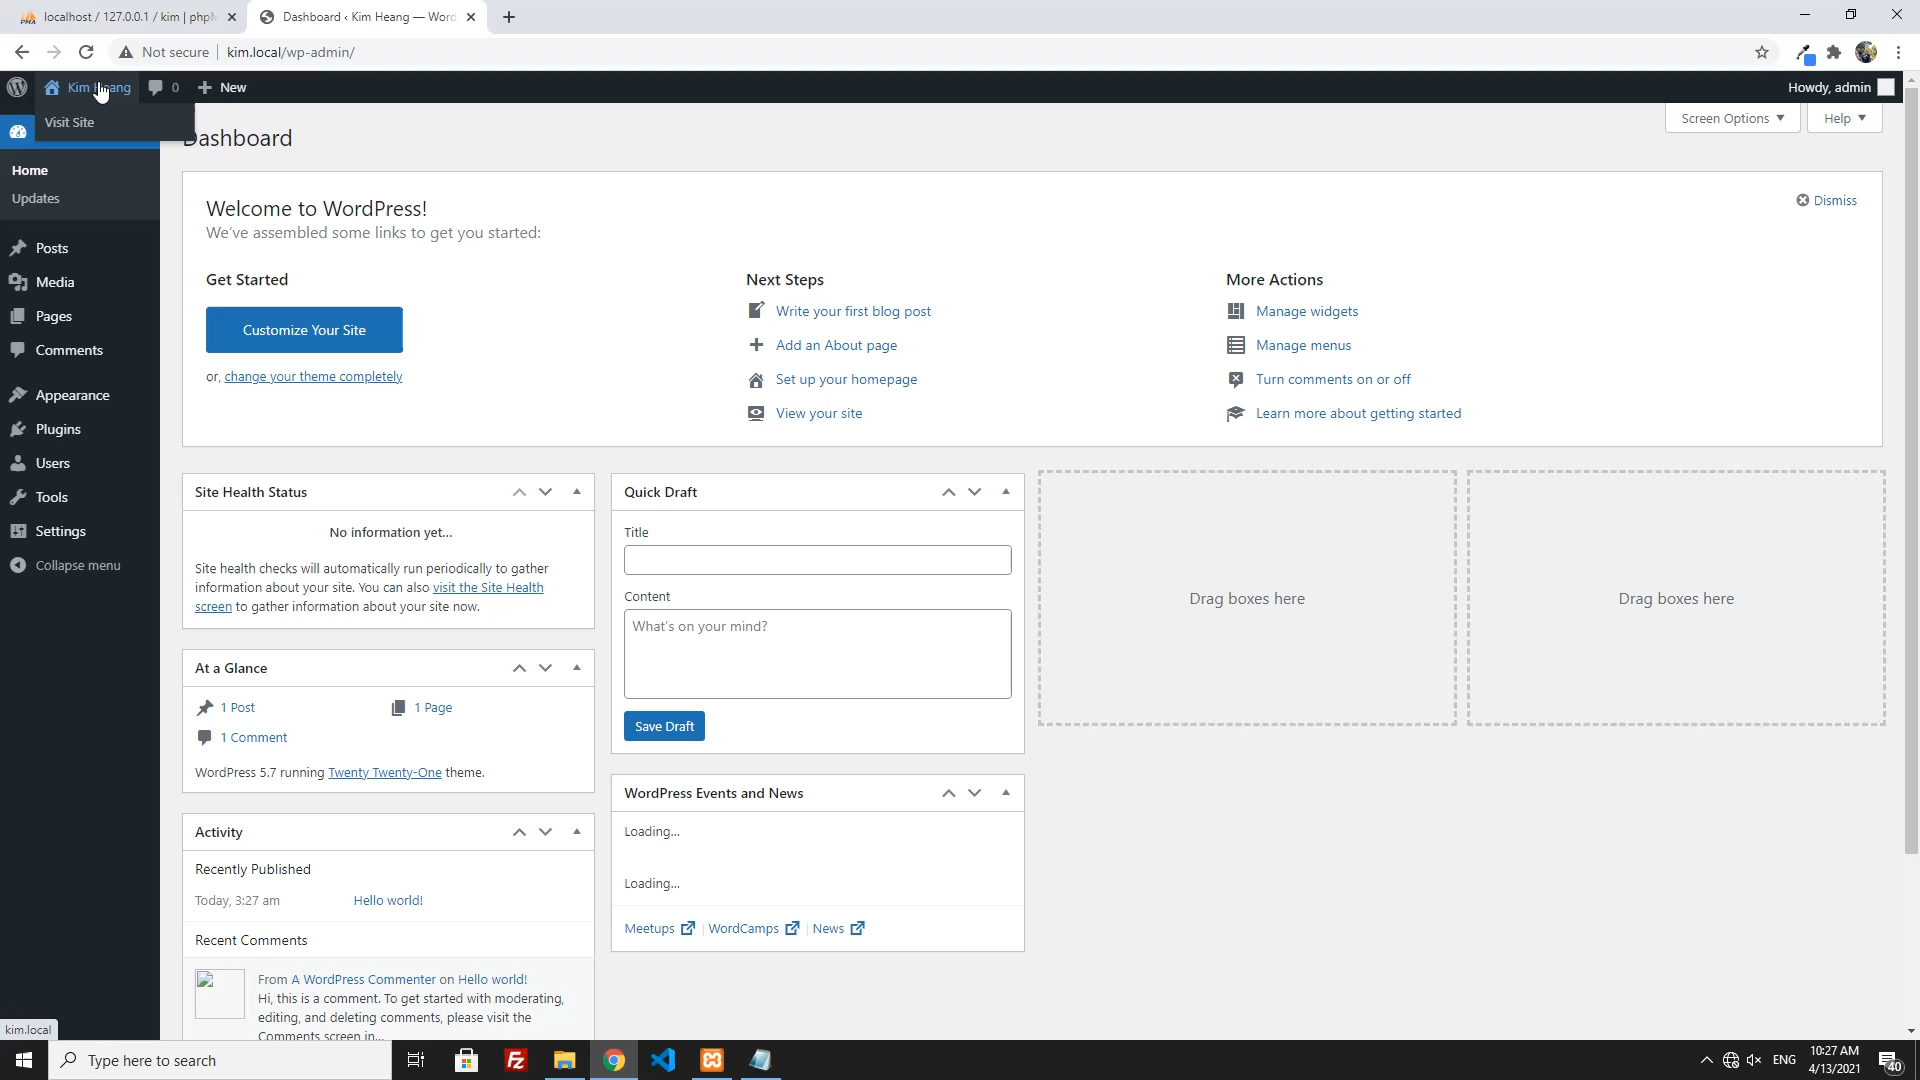 localhost / 127.0.0.1 / kim | phpM
Dashboard ‹ Kim Heang — Word
Not secure
kim.local/wp-admin/
Kim Heang
0
New
Howdy, admin
Visit Site
Dashboard
Screen Options
Help
Home
Updates
Posts
Media
Pages
Comments
Appearance
Plugins
Users
Tools
Settings
Collapse menu
Welcome to WordPress!
Dismiss
We've assembled some links to get you started:
Get Started
Customize Your Site
or, change your theme completely
Next Steps
Write your first blog post
Add an About page
Set up your homepage
View your site
More Actions
Manage widgets
Manage menus
Turn comments on or off
Learn more about getting started
Site Health Status
No information yet...
Site health checks will automatically run periodically to gather
information about your site. You can also visit the Site Health
screen to gather information about your site now.
At a Glance
1 Post
1 Page
1 Comment
WordPress 5.7 running Twenty Twenty-One theme.
Activity
Recently Published
Today, 3:27 am
Hello world!
Recent Comments
From A WordPress Commenter on Hello world!
Hi, this is a comment. To get started with moderating,
editing, and deleting comments, please visit the
Comments screen in...
Quick Draft
Title
Content
What's on your mind?
Save Draft
WordPress Events and News
Loading...
Loading...
Meetups
WordCamps
News
Drag boxes here
Drag boxes here
kim.local
Type here to search
ENG
10:27 AM
4/13/2021
40